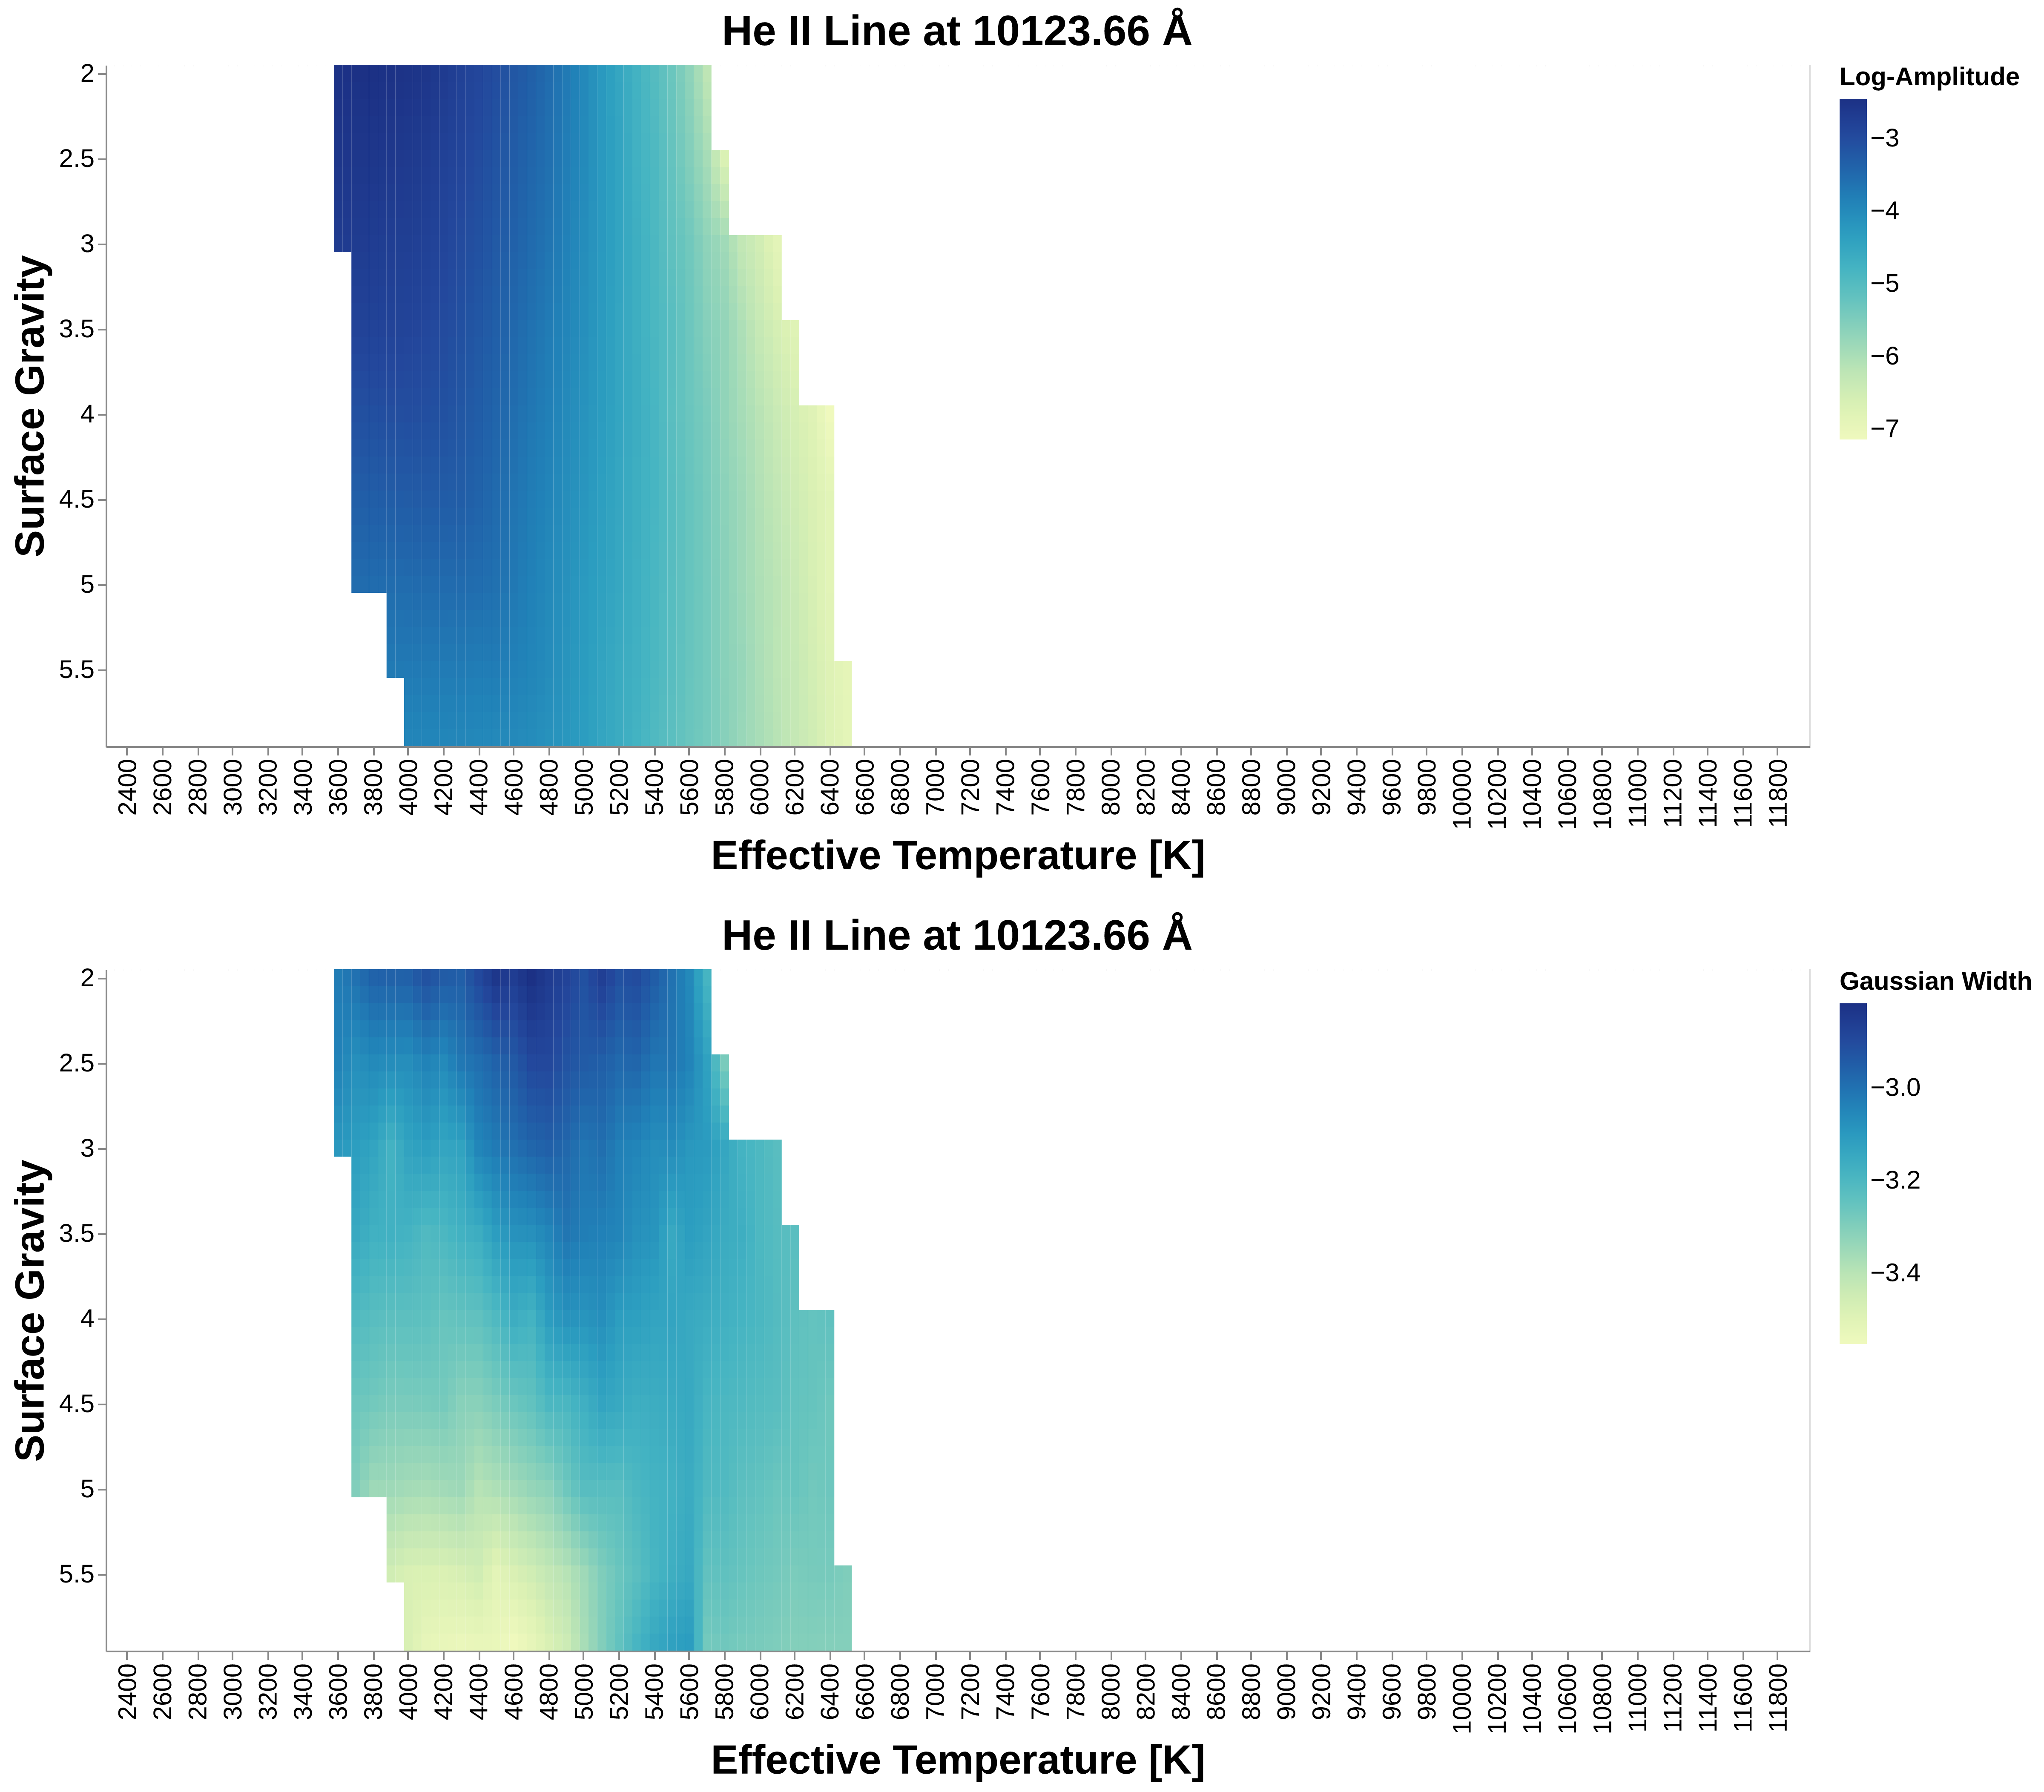 He II Line at 10123.66 Å
Log-Amplitude
−3
−4
−5
−6
−7
Surface Gravity
2
2.5
3
3.5
4
4.5
5
5.5
2400 2600 2800 3000 3200 3400 3600 3800 4000 4200 4400 4600 4800 5000 5200 5400 5600 5800 6000 6200 6400 6600 6800 7000 7200 7400 7600 7800 8000 8200 8400 8600 8800 9000 9200 9400 9600 9800 10000 10200 10400 10600 10800 11000 11200 11400 11600 11800
Effective Temperature [K]
He II Line at 10123.66 Å
Gaussian Width
−3.0
−3.2
−3.4
Surface Gravity
2
2.5
3
3.5
4
4.5
5
5.5
2400 2600 2800 3000 3200 3400 3600 3800 4000 4200 4400 4600 4800 5000 5200 5400 5600 5800 6000 6200 6400 6600 6800 7000 7200 7400 7600 7800 8000 8200 8400 8600 8800 9000 9200 9400 9600 9800 10000 10200 10400 10600 10800 11000 11200 11400 11600 11800
Effective Temperature [K]